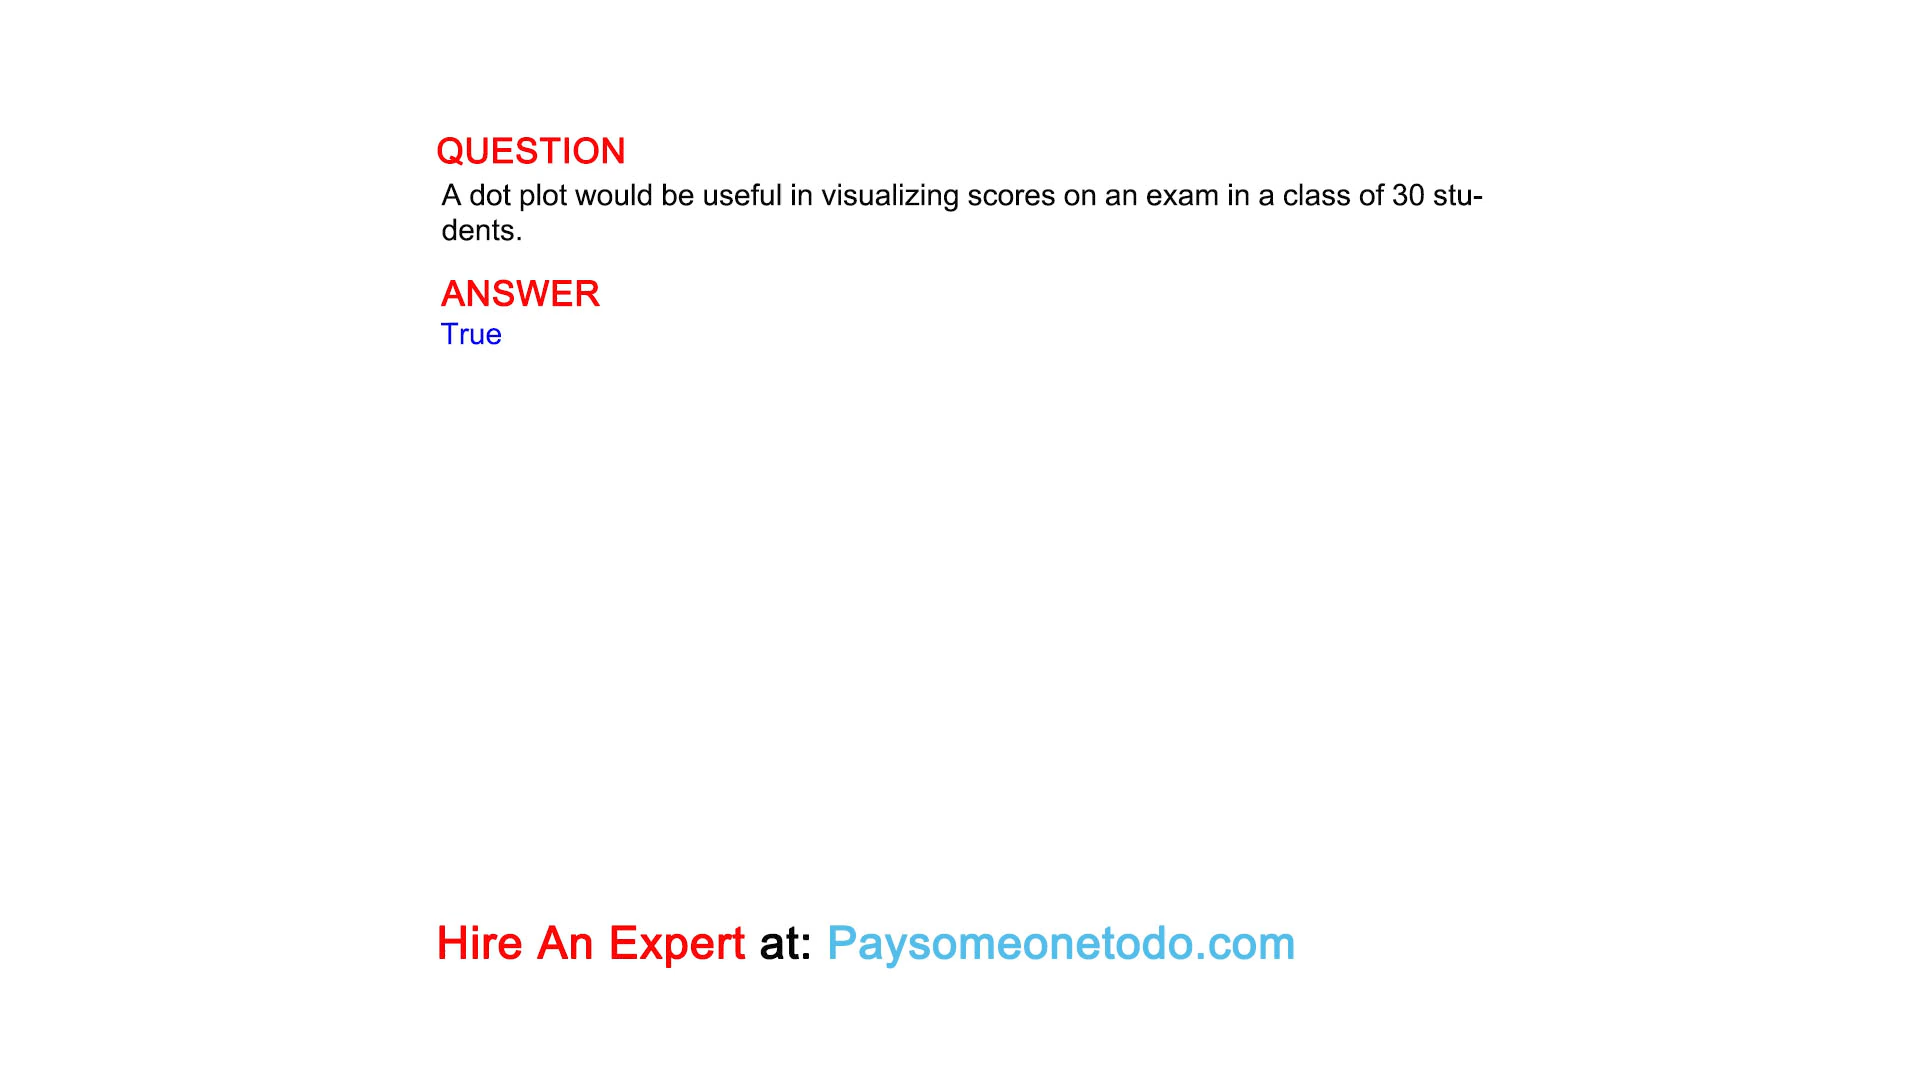 QUESTION
A dot plot would be useful in visualizing scores on an exam in a class of 30 stu-
dents.
ANSWER
True
Hire An Expert at: Paysomeonetodo.com